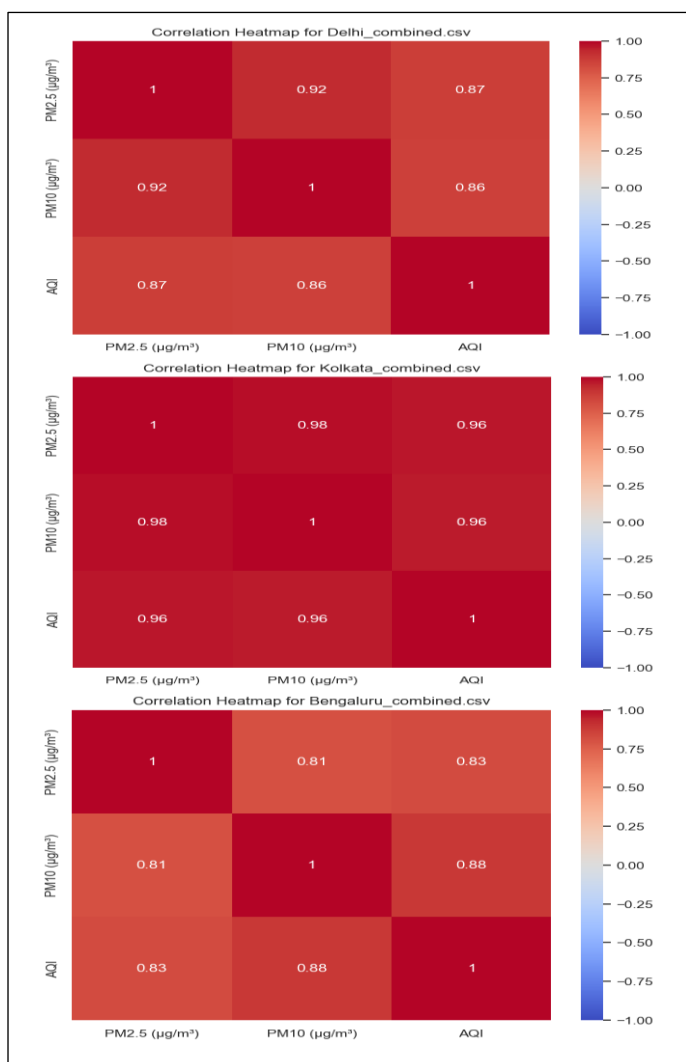 Correlation Heatmap for Delhi_combined.csv
PM2.5 (µg/m³) 1 0.92 0.87
PM10 (µg/m³) 0.92 1 0.86
AQI 0.87 0.86 1
PM2.5 (µg/m³) PM10 (µg/m³) AQI
1.00
0.75
0.50
0.25
0.00
−0.25
−0.50
−0.75
−1.00
Correlation Heatmap for Kolkata_combined.csv
PM2.5 (µg/m³) 1 0.98 0.96
PM10 (µg/m³) 0.98 1 0.96
AQI 0.96 0.96 1
PM2.5 (µg/m³) PM10 (µg/m³) AQI
1.00
0.75
0.50
0.25
0.00
−0.25
−0.50
−0.75
−1.00
Correlation Heatmap for Bengaluru_combined.csv
PM2.5 (µg/m³) 1 0.81 0.83
PM10 (µg/m³) 0.81 1 0.88
AQI 0.83 0.88 1
PM2.5 (µg/m³) PM10 (µg/m³) AQI
1.00
0.75
0.50
0.25
0.00
−0.25
−0.50
−0.75
−1.00